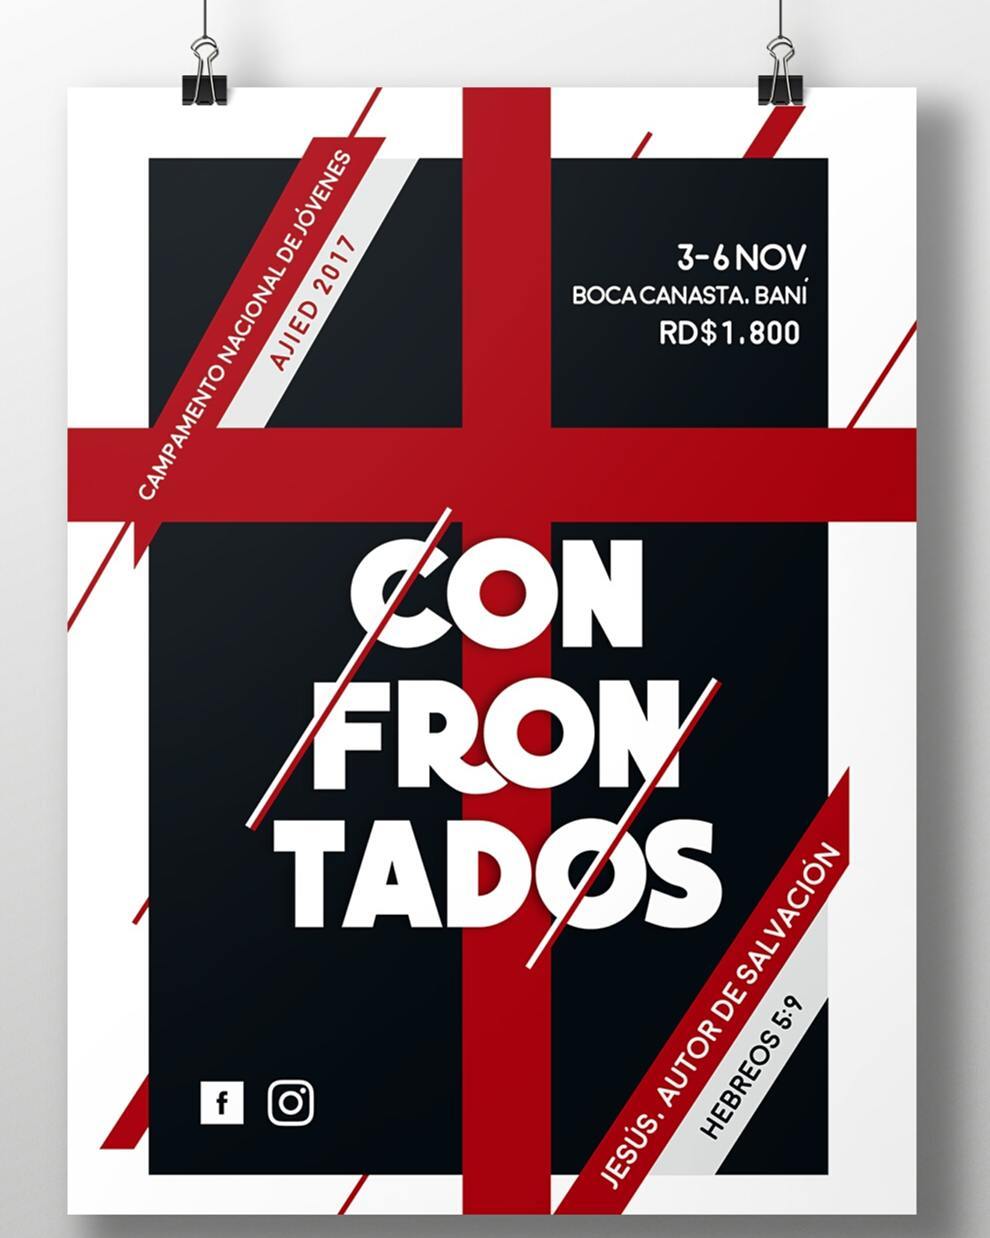 CAMPAMENTO NACIONAL DE JÓVENES
AJIED 2017
3-6 NOV
BOCA CANASTA. BANÍ
RD$1.800
CON
FRON
TADOS
JESÚS. AUTOR DE SALVACIÓN
HEBREOS 5:9
f